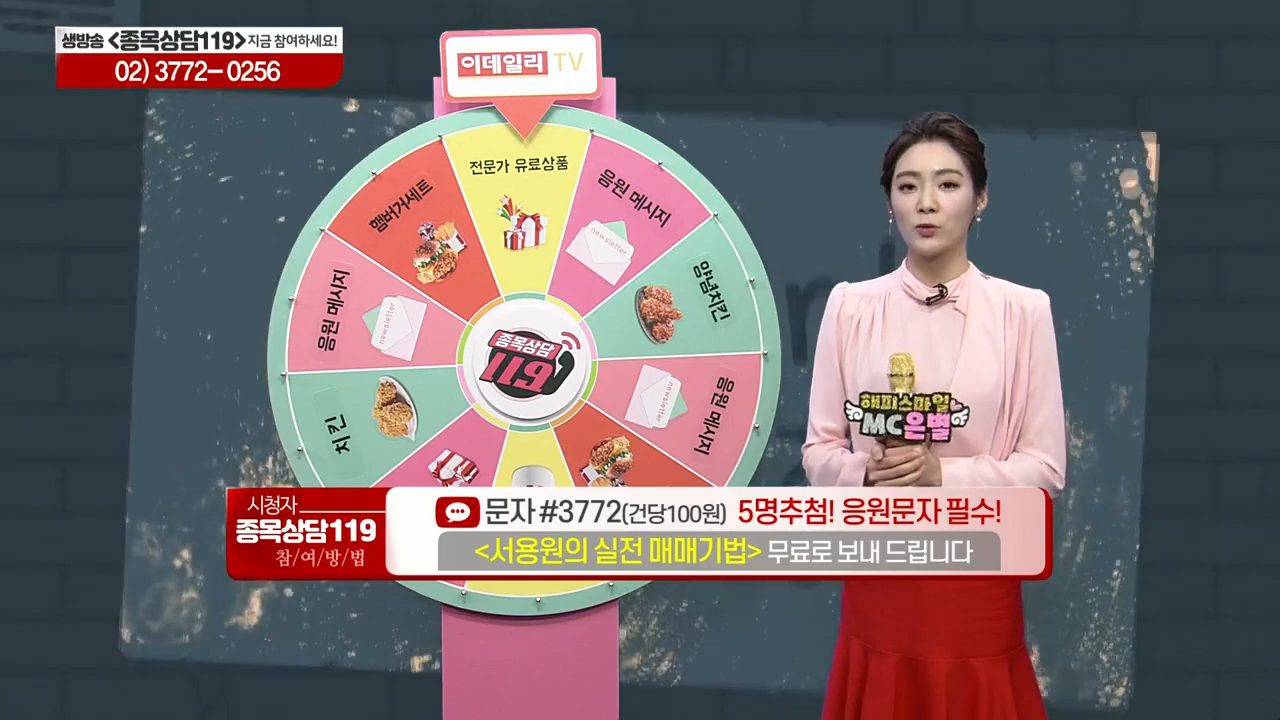 생방송 <종목상담119> 지금 참여하세요!
02) 3772-0256
이데일리 TV
전문가 유료상품
응원 메시지
햄버거세트
양념치킨
응원 메시지
newsletter
newsletter
newsletter
치킨
응원 메시지
종목상담
119
해피스마일
MC은별
시청자
종목상담119
참/여/방/법
문자 #3772(건당100원) 5명추첨! 응원문자 필수!
<서용원의 실전 매매기법> 무료로 보내 드립니다